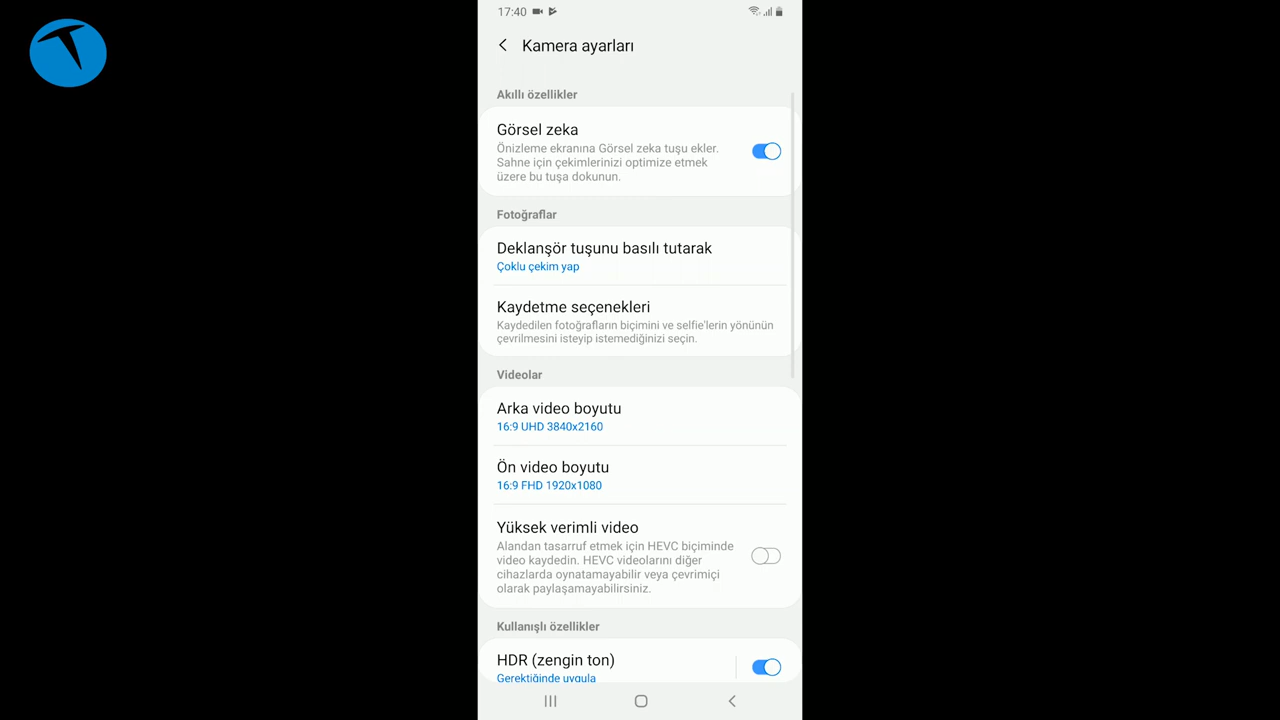 17:40
Kamera ayarları
Akıllı özellikler
Görsel zeka
Önizleme ekranına Görsel zeka tuşu ekler.
Sahne için çekimlerinizi optimize etmek
üzere bu tuşa dokunun.
Fotoğraflar
Deklanşör tuşunu basılı tutarak
Çoklu çekim yap
Kaydetme seçenekleri
Kaydedilen fotoğrafların biçimini ve selfie'lerin yönünün
çevrilmesini isteyip istemediğinizi seçin.
Videolar
Arka video boyutu
16:9 UHD 3840x2160
Ön video boyutu
16:9 FHD 1920x1080
Yüksek verimli video
Alandan tasarruf etmek için HEVC biçiminde
video kaydedin. HEVC videolarını diğer
cihazlarda oynatamayabilir veya çevrimiçi
olarak paylaşamayabilirsiniz.
Kullanışlı özellikler
HDR (zengin ton)
Gerektiğinde uygula